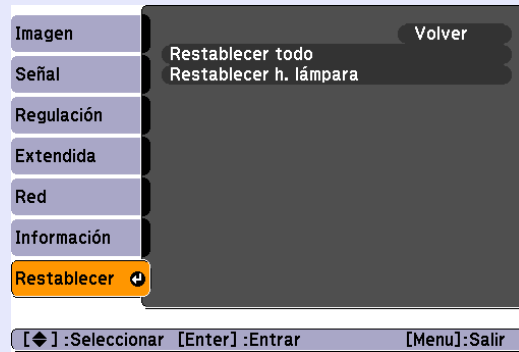 Imagen
Señal
Regulación
Extendida
Red
Información
Restablecer
Volver
Restablecer todo
Restablecer h. lámpara
[◆] :Seleccionar [Enter] :Entrar [Menu]:Salir